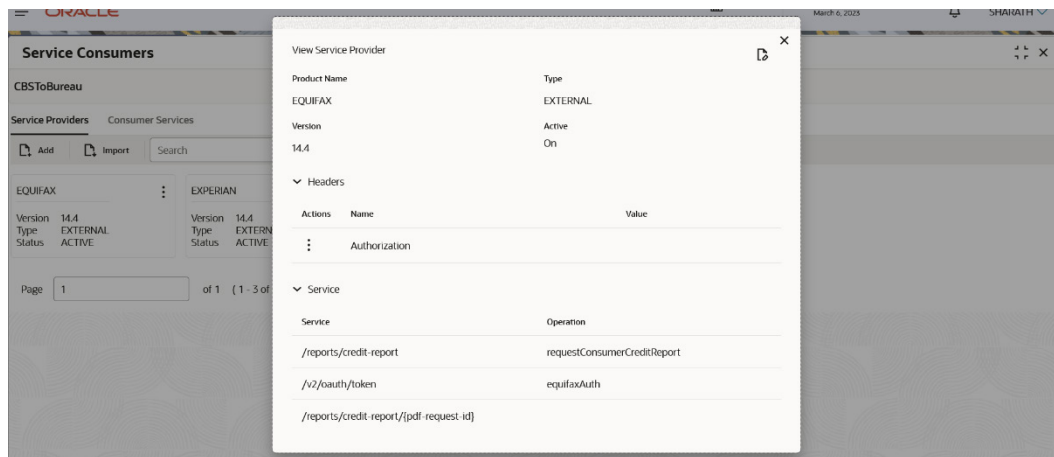 ORACLE
March 6, 2023
SHARATH
Service Consumers
CBSToBureau
Service Providers Consumer Services
Add Import Search
EQUIFAX
Version 14.4
Type EXTERNAL
Status ACTIVE
EXPERIAN
Version 14.4
Type EXTERN
Status ACTIVE
Page 1 of 1 (1 - 3 of
View Service Provider
Product Name Type
EQUIFAX EXTERNAL
Version Active
14.4 On
Headers
Actions Name Value
Authorization
Service
Service Operation
/reports/credit-report requestConsumerCreditReport
/v2/oauth/token equifaxAuth
/reports/credit-report/{pdf-request-id}